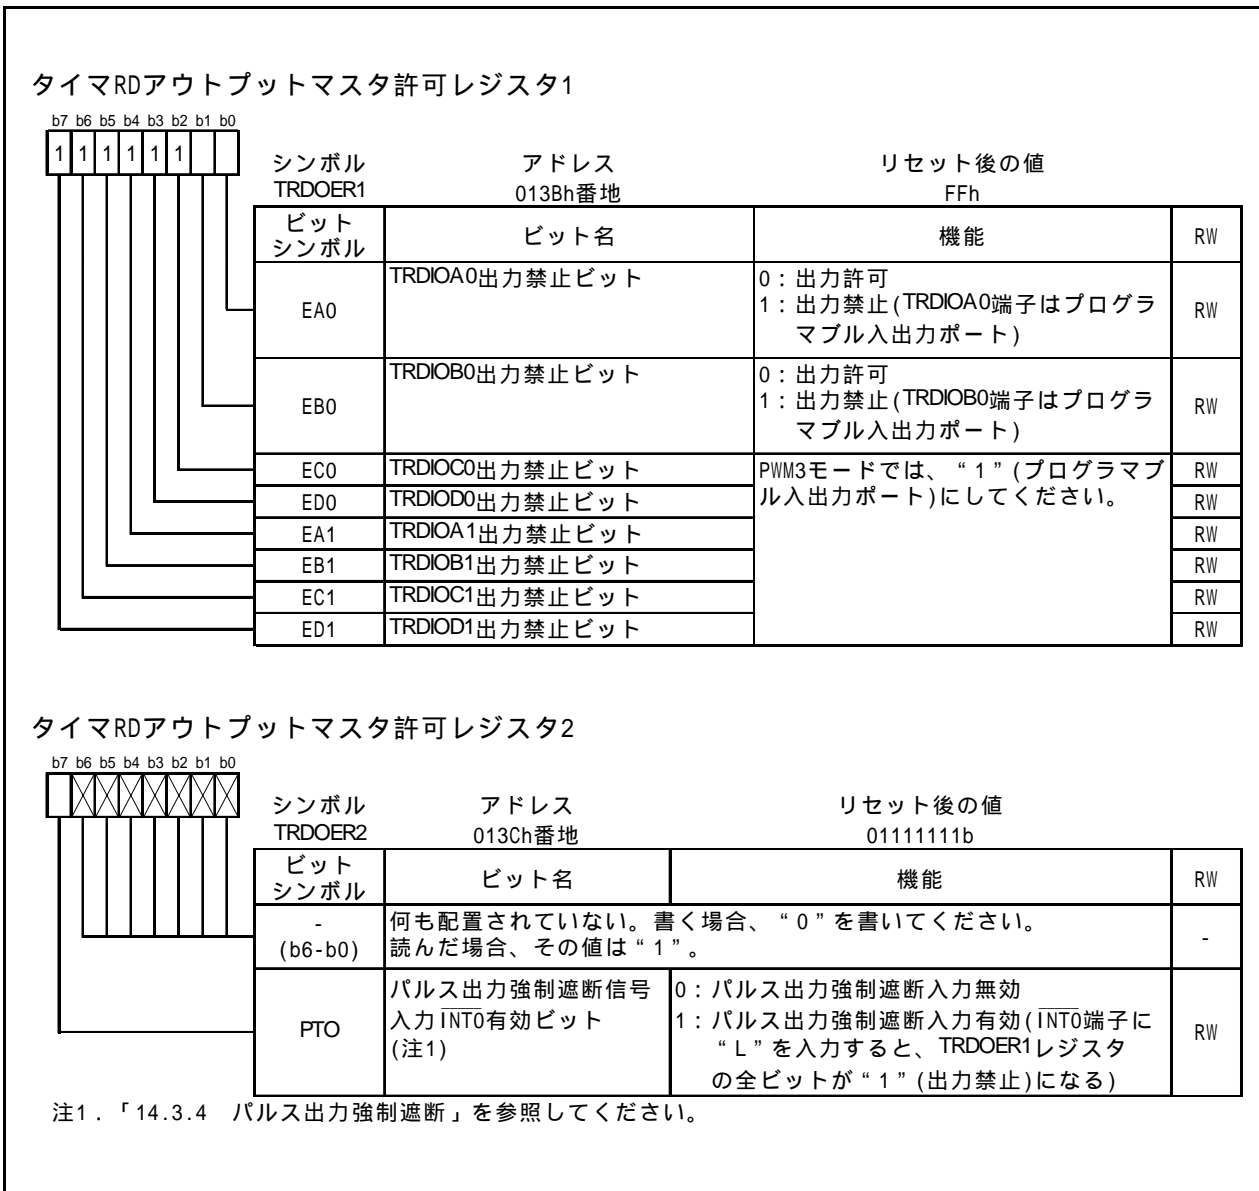 タイマRDアウトプットマスタ許可レジスタ1
b7 b6 b5 b4 b3 b2 b1 b0
1 1 1 1 1 1
シンボル アドレス リセット後の値
TRDOER1 013Bh番地 FFh
ビット
シンボル ビット名 機能 RW
EA0 TRDIOA0出力禁止ビット 0：出力許可
1：出力禁止(TRDIOA0端子はプログラ
マブル入出力ポート) RW
EB0 TRDIOB0出力禁止ビット 0：出力許可
1：出力禁止(TRDIOB0端子はプログラ
マブル入出力ポート) RW
EC0 TRDIOC0出力禁止ビット PWM3モードでは、“1”(プログラマブ RW
ED0 TRDIOD0出力禁止ビット ル入出力ポート)にしてください。 RW
EA1 TRDIOA1出力禁止ビット RW
EB1 TRDIOB1出力禁止ビット RW
EC1 TRDIOC1出力禁止ビット RW
ED1 TRDIOD1出力禁止ビット RW
タイマRDアウトプットマスタ許可レジスタ2
b7 b6 b5 b4 b3 b2 b1 b0
シンボル アドレス リセット後の値
TRDOER2 013Ch番地 01111111b
ビット
シンボル ビット名 機能 RW
-
(b6-b0) 何も配置されていない。書く場合、“0”を書いてください。
読んだ場合、その値は“1”。 -
PTO パルス出力強制遮断信号
入力INT0有効ビット
(注1) 0：パルス出力強制遮断入力無効
1：パルス出力強制遮断入力有効(INT0端子に
“L”を入力すると、TRDOER1レジスタ
の全ビットが“1”(出力禁止)になる) RW
注1．「14.3.4　パルス出力強制遮断」を参照してください。